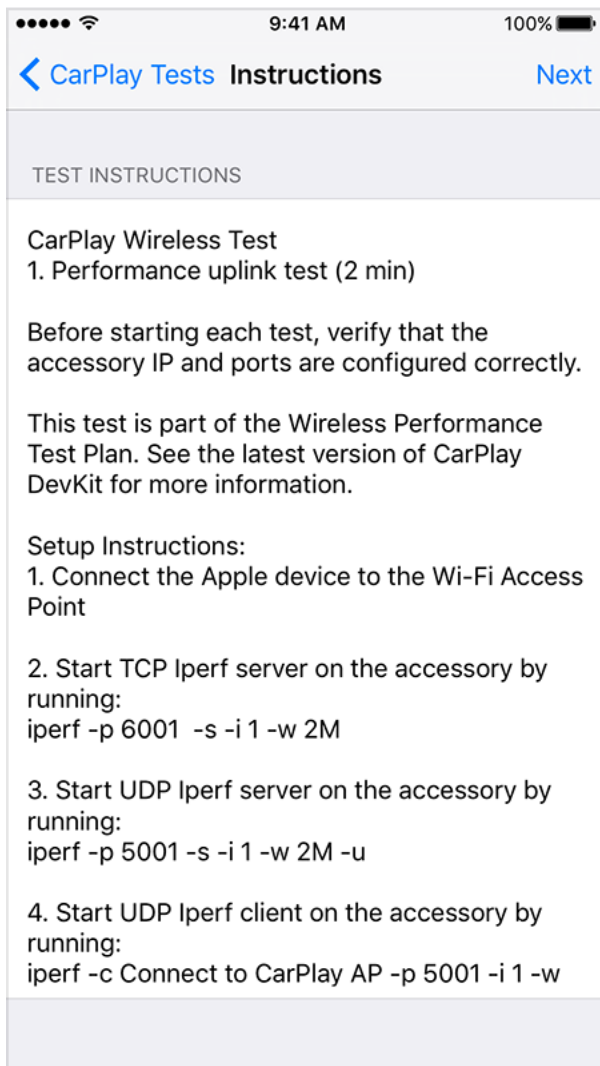 9:41 AM
100%
CarPlay Tests
Instructions
Next
TEST INSTRUCTIONS
CarPlay Wireless Test
1. Performance uplink test (2 min)
Before starting each test, verify that the
accessory IP and ports are configured correctly.
This test is part of the Wireless Performance
Test Plan. See the latest version of CarPlay
DevKit for more information.
Setup Instructions:
1. Connect the Apple device to the Wi-Fi Access
Point
2. Start TCP Iperf server on the accessory by
running:
iperf -p 6001  -s -i 1 -w 2M
3. Start UDP Iperf server on the accessory by
running:
iperf -p 5001 -s -i 1 -w 2M -u
4. Start UDP Iperf client on the accessory by
running:
iperf -c Connect to CarPlay AP -p 5001 -i 1 -w